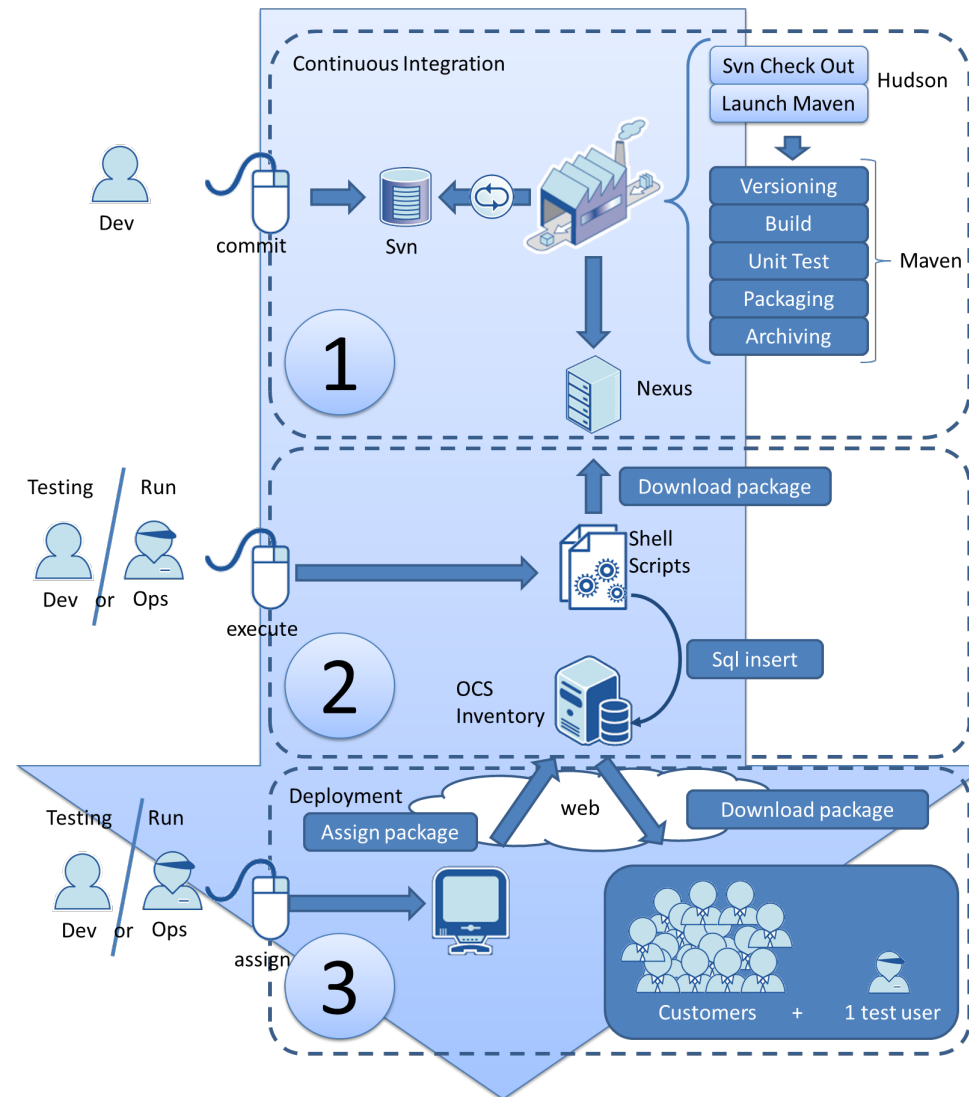 Continuous Integration
Svn Check Out
Launch Maven
Hudson
Dev
commit
Svn
Versioning
Build
Unit Test
Packaging
Archiving
Maven
1
Nexus
Testing
Run
Dev or Ops
execute
Download package
Shell
Scripts
Sql insert
2
OCS
Inventory
Deployment
Testing
Run
Dev or Ops
assign
Assign package
web
Download package
3
Customers + 1 test user